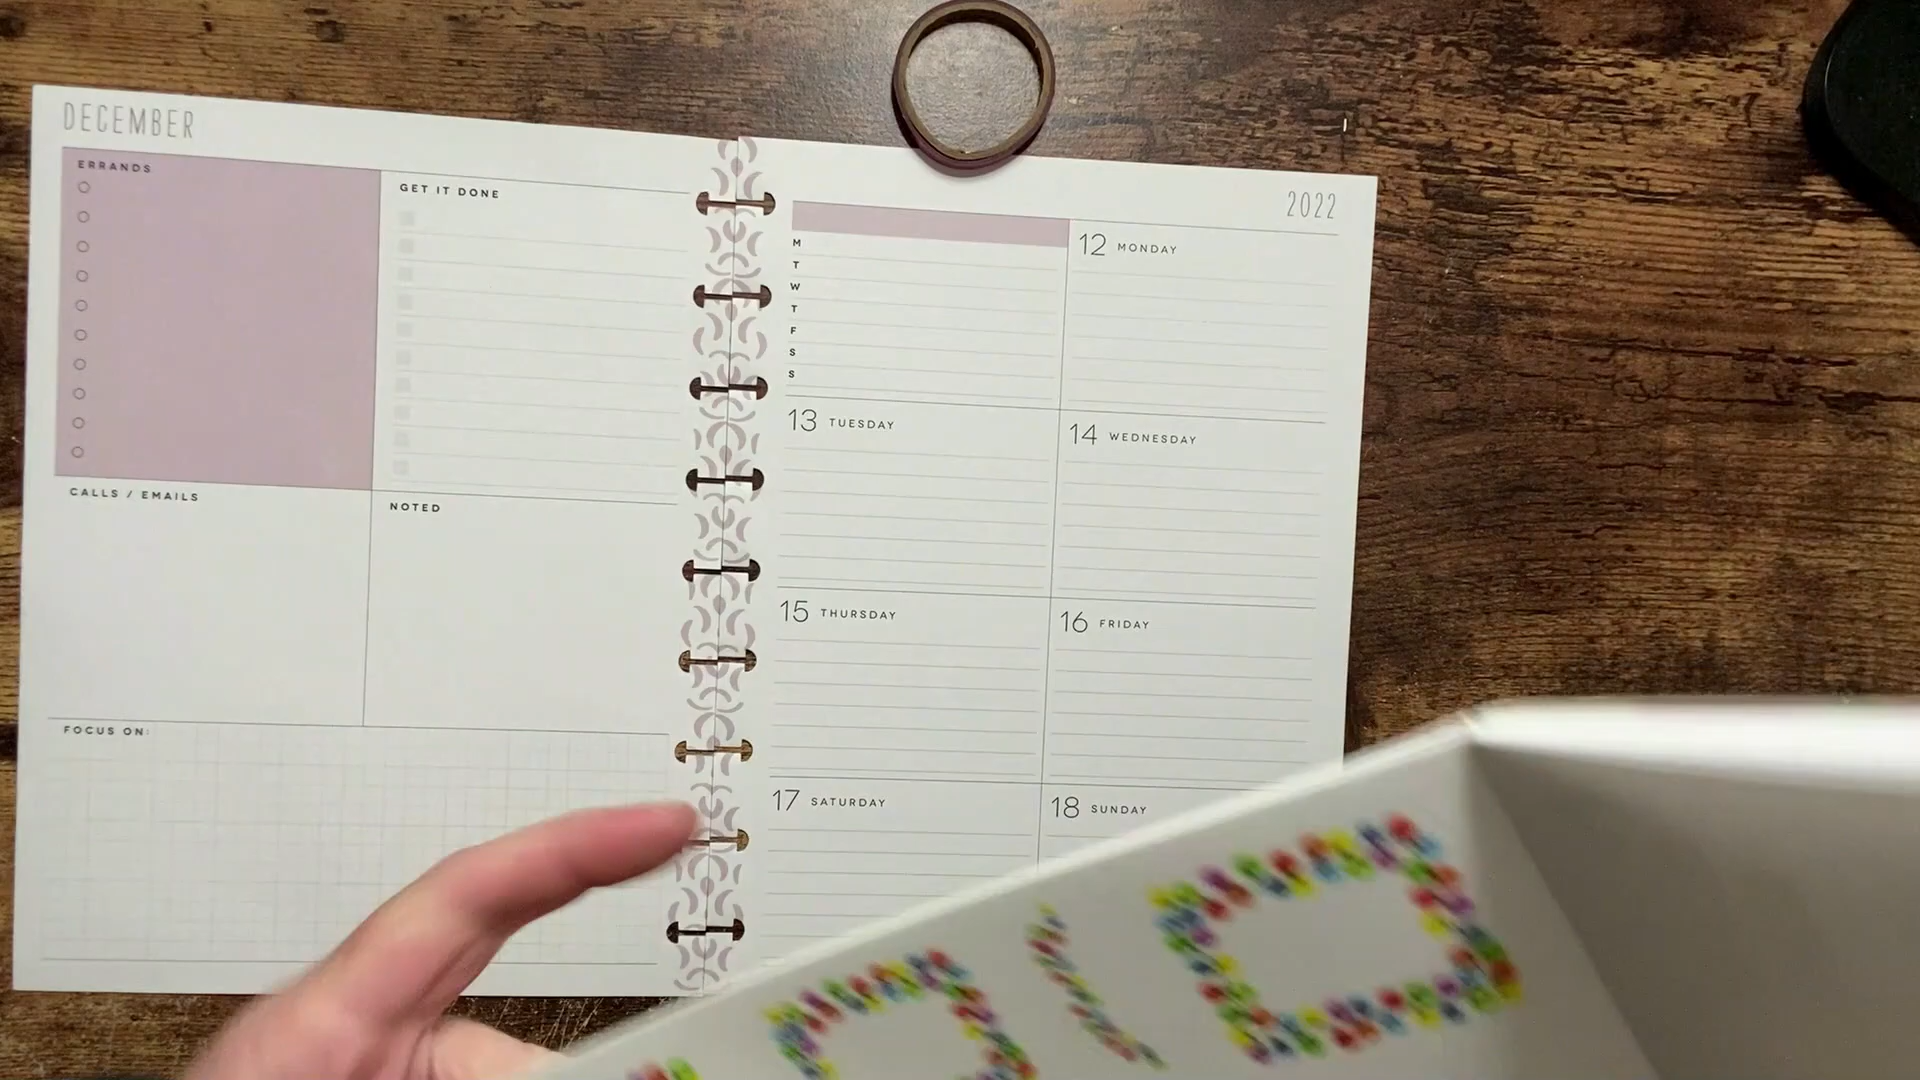 DECEMBER
ERRANDS
GET IT DONE
CALLS / EMAILS
NOTED
FOCUS ON:
2022
M
T
W
T
F
S
S
12 MONDAY
13 TUESDAY
14 WEDNESDAY
15 THURSDAY
16 FRIDAY
17 SATURDAY
18 SUNDAY